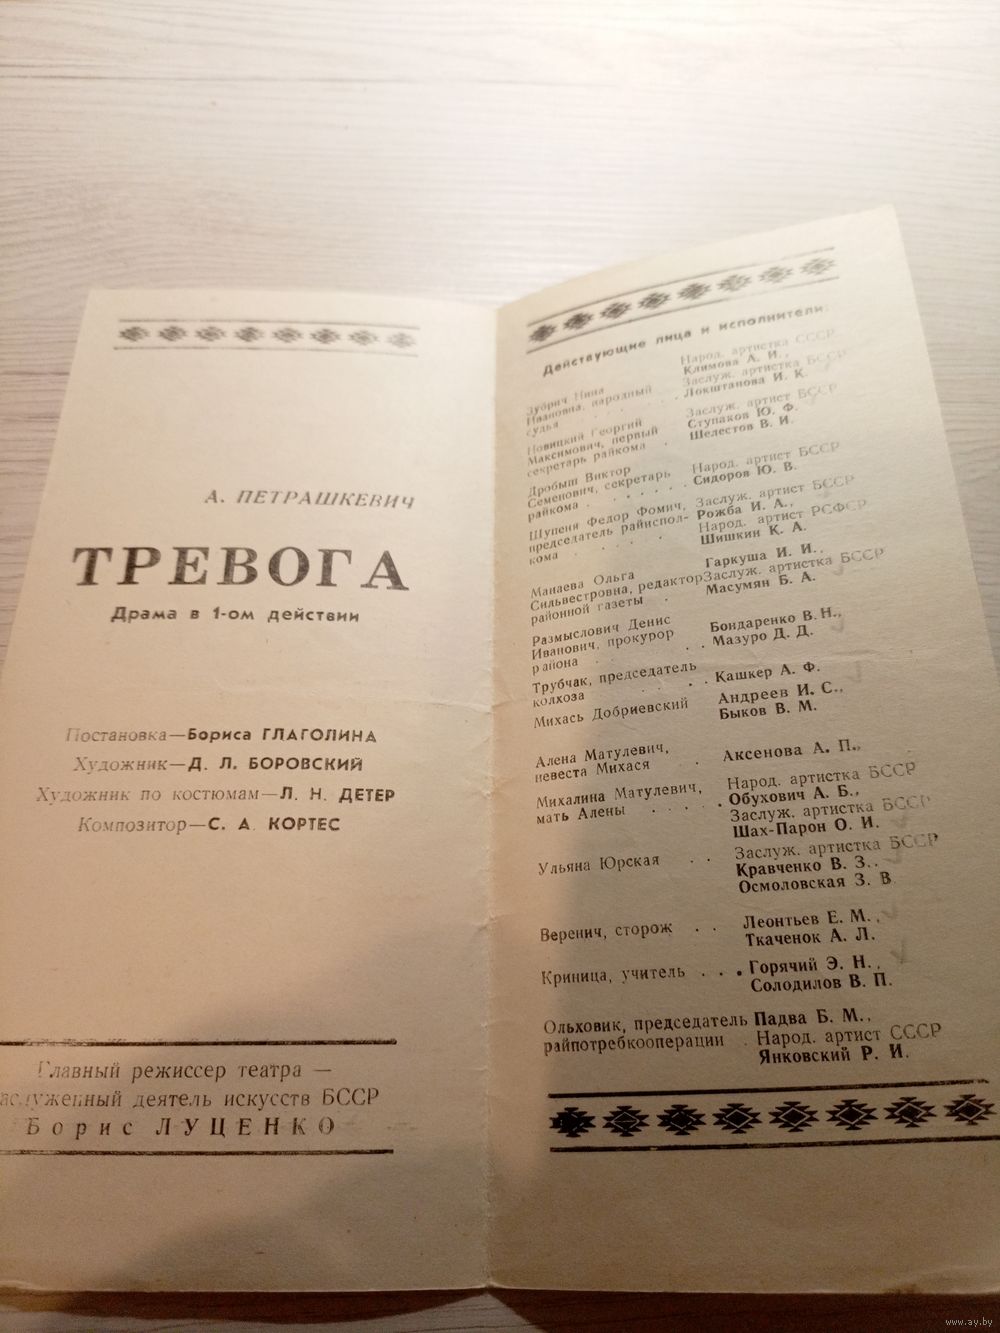 А. ПЕТРАШКЕВИЧ
ТРЕВОГА
Драма в 1-ом действии
Постановка—Бориса ГЛАГОЛИНА
Художник—Д. Л. БОРОВСКИЙ
Художник по костюмам—Л. Н. ДЕТЕР
Композитор—С. А. КОРТЕС
Главный режиссер театра —
заслуженный деятель искусств БССР
Борис ЛУЦЕНКО
Действующие лица и исполнители:
Зубрич Нина
Ивановна, народный
судья . . . . . .
Народ. артистка СССР
Климова А. И.,
Заслуж. артистка БССР
Локштанова И. К.
Новицкий Георгий
Максимович, первый
секретарь райкома .
Заслуж. артист БССР
Ступаков Ю. Ф.
Шелестов В. И.
Дробыш Виктор
Семенович, секретарь
райкома . . . . . .
Народ. артист БССР
Сидоров Ю. В.
Шупеня Федор Фомич,
председатель райиспол-
кома . . . . .
Заслуж. артист БССР
Рожба И. А.,
Народ. артист РСФСР
Шишкин К. А.
Манаева Ольга
Сильвестровна, редактор
районной газеты .
Гаркуша И. И.,
Заслуж. артистка БССР
Масумян Б. А.
Размыслович Денис
Иванович, прокурор
района . . . .
Бондаренко В. Н.,
Мазуро Д. Д.
Трубчак, председатель
колхоза . . . .
Кашкер А. Ф.
Михась Добриевский
Андреев И. С.,
Быков В. М.
Алена Матулевич,
невеста Михася .
Аксенова А. П.,
Михалина Матулевич,
мать Алены . . . . .
Народ. артистка БССР
Обухович А. Б.,
Заслуж. артистка БССР
Шах-Парон О. И.
Ульяна Юрская . .
Заслуж. артистка БССР
Кравченко В. З.,
Осмоловская З. В
Веренич, сторож . .
Леонтьев Е. М.,
Ткаченок А. Л.
Криница, учитель . . .
Горячий Э. Н.,
Солодилов В. П.
Ольховик, председатель
райпотребкооперации .
Падва Б. М.,
Народ. артист СССР
Янковский Р. И.
www.ay.by